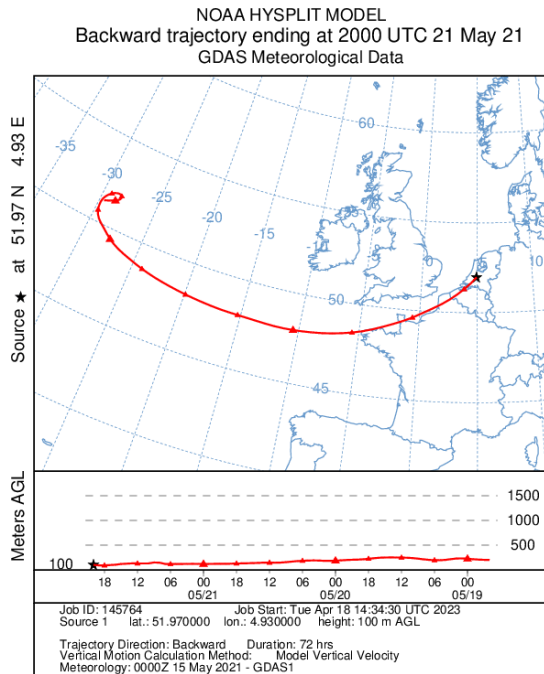 NOAA HYSPLIT MODEL
Backward trajectory ending at 2000 UTC 21 May 21
GDAS Meteorological Data
Source ★ at 51.97 N 4.93 E
60
-35
-30
-25
-20
-15
5
10
50
45
Meters AGL
1500
1000
500
100
18 12 06 00 18 12 06 00 18 12 06 00
05/21 05/20 05/19
Job ID: 145764 Job Start: Tue Apr 18 14:34:30 UTC 2023
Source 1 lat.: 51.970000 lon.: 4.930000 height: 100 m AGL
Trajectory Direction: Backward Duration: 72 hrs
Vertical Motion Calculation Method: Model Vertical Velocity
Meteorology: 0000Z 15 May 2021 - GDAS1